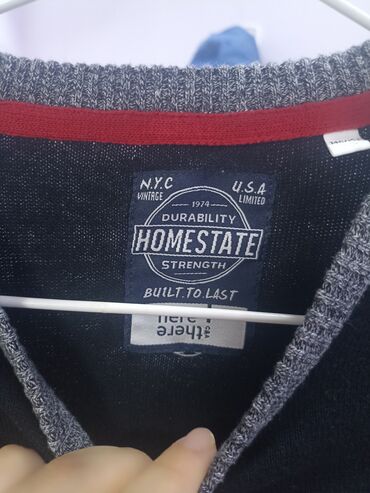 N.Y.C U.S.A
VINTAGE LIMITED
1974
DURABILITY
HOMESTATE
STRENGTH
BUILT.TO.LAST
here
there